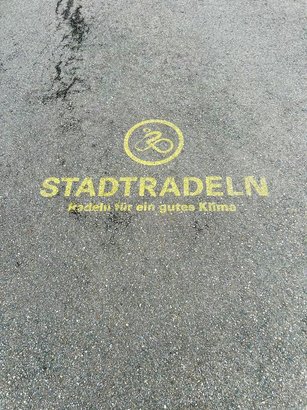 STADTRADELN
Radeln für ein gutes Klima